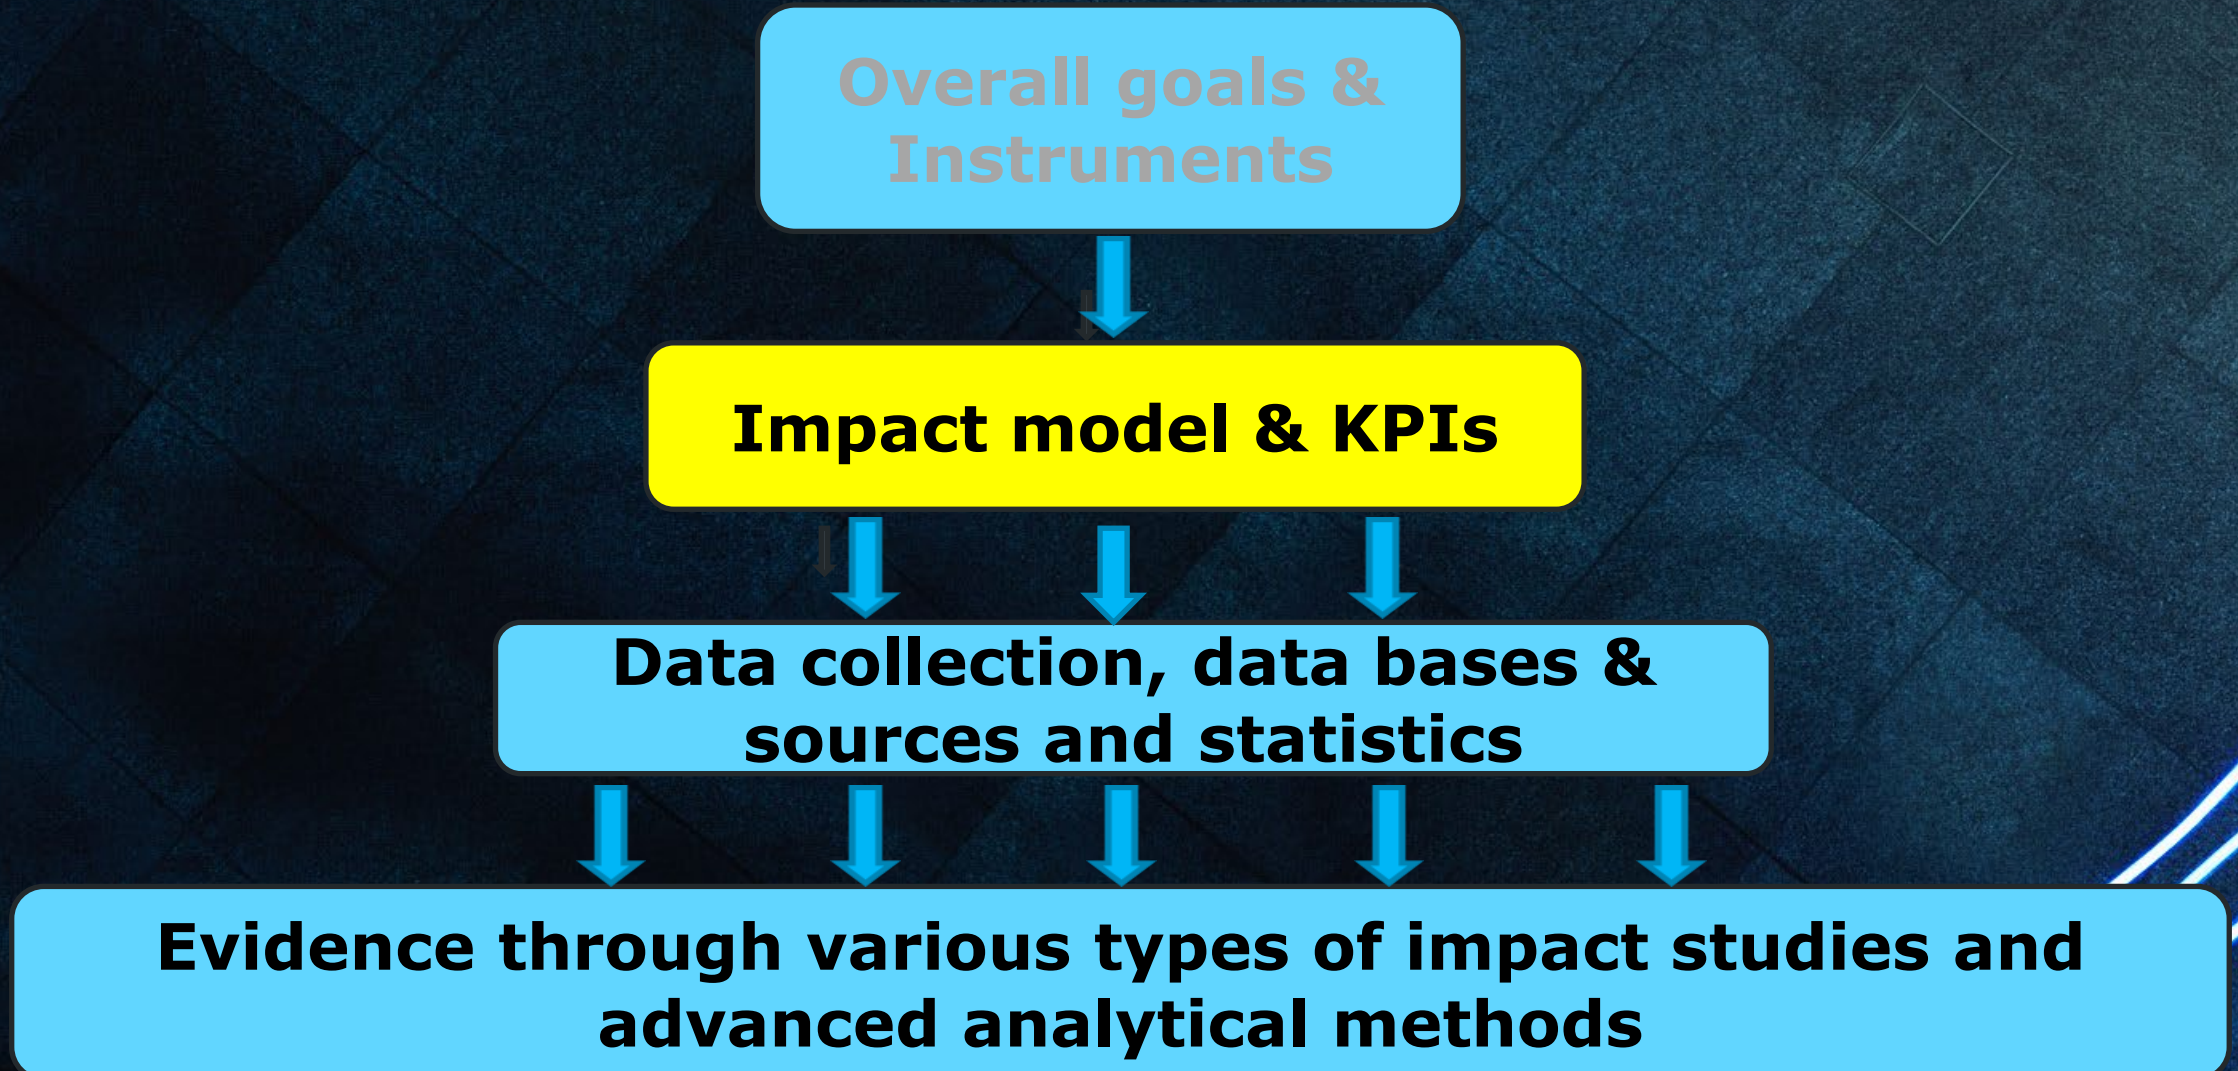 Overall goals &
Instruments
Impact model & KPIs
Data collection, data bases &
sources and statistics
Evidence through various types of impact studies and
advanced analytical methods